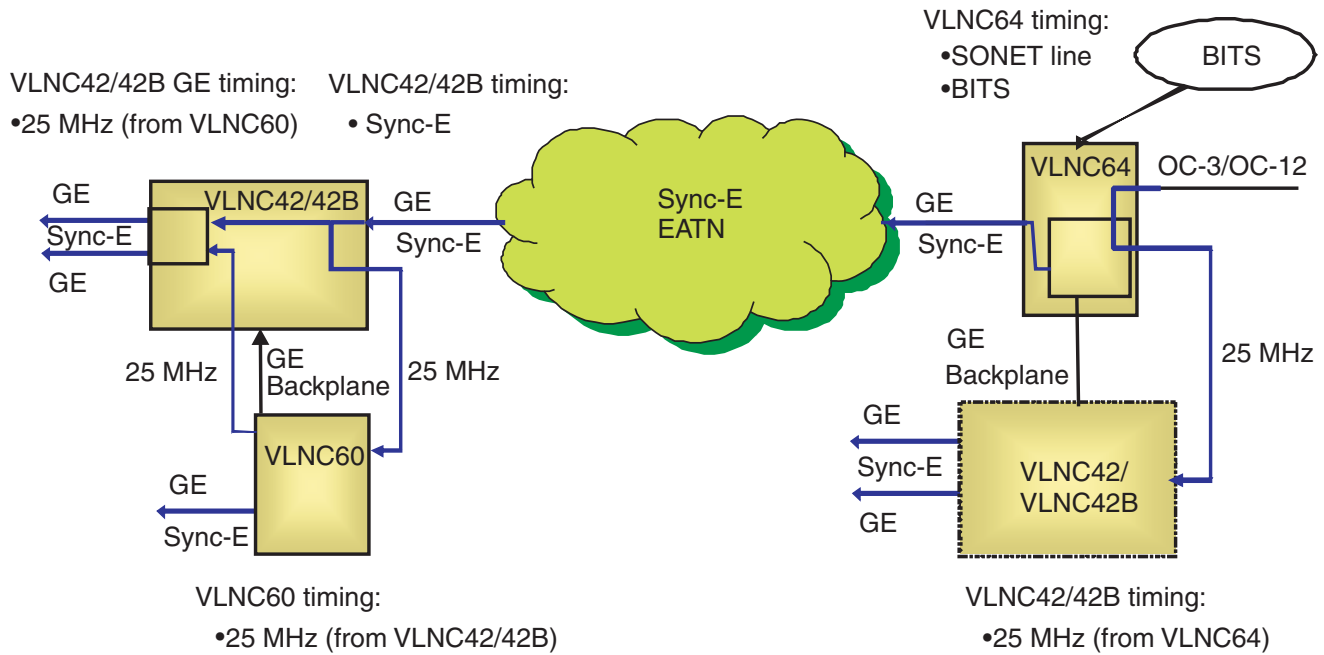 VLNC64 timing:
•SONET line
•BITS
BITS
VLNC42/42B GE timing:
•25 MHz (from VLNC60)
VLNC42/42B timing:
• Sync-E
GE
Sync-E
GE
VLNC42/42B
GE
Sync-E
Sync-E
EATN
GE
Sync-E
VLNC64
OC-3/OC-12
25 MHz
GE
Backplane
25 MHz
VLNC60
GE
Sync-E
GE
Backplane
25 MHz
GE
Sync-E
GE
VLNC42/
VLNC42B
VLNC60 timing:
•25 MHz (from VLNC42/42B)
VLNC42/42B timing:
•25 MHz (from VLNC64)